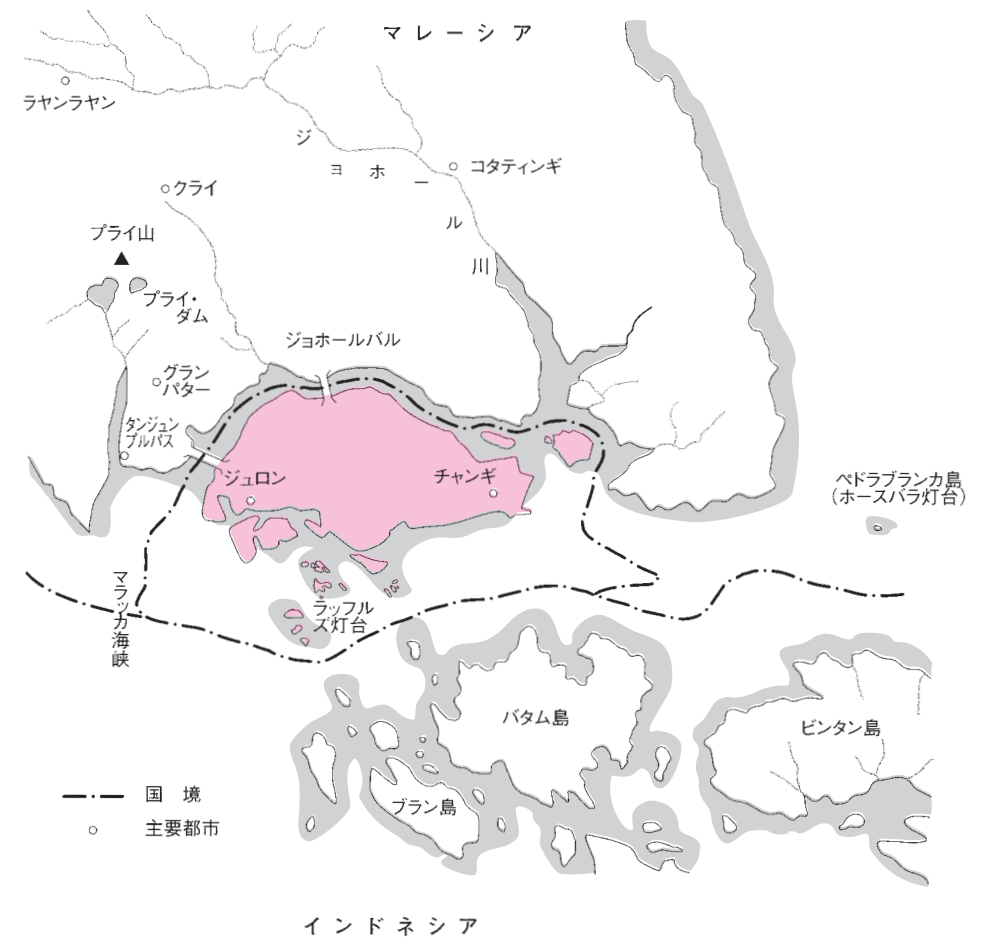 マレーシア
ラヤンラヤン
ジョホール川
コタティンギ
クライ
プライ山
プライ・
ダム
ジョホールバル
グラン
パター
タンジュン
プルパス
ジュロン
チャンギ
ペドラブランカ島
（ホースバラ灯台）
マラッカ海峡
ラッフル
ズ灯台
バタム島
ビンタン島
ブラン島
国境
主要都市
インドネシア